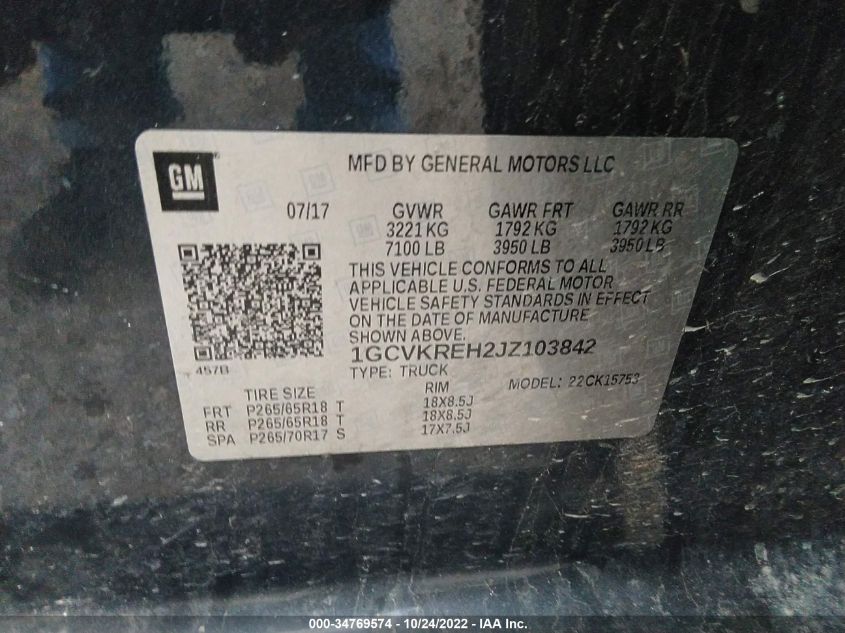 GM
MFD BY GENERAL MOTORS LLC
07/17 GVWR GAWR FRT GAWR RR
3221 KG 1792 KG 1792 KG
7100 LB 3950 LB 3950 LB
THIS VEHICLE CONFORMS TO ALL
APPLICABLE U.S. FEDERAL MOTOR
VEHICLE SAFETY STANDARDS IN EFFECT
ON THE DATE OF MANUFACTURE
SHOWN ABOVE.
1GCVKREH2JZ103842
457B TYPE: TRUCK MODEL: 22CK15753
TIRE SIZE RIM
FRT P265/65R18 T 18X8.5J
RR P265/65R18 T 18X8.5J
SPA P265/70R17 S 17X7.5J
000-34769574 - 10/24/2022 - IAA Inc.